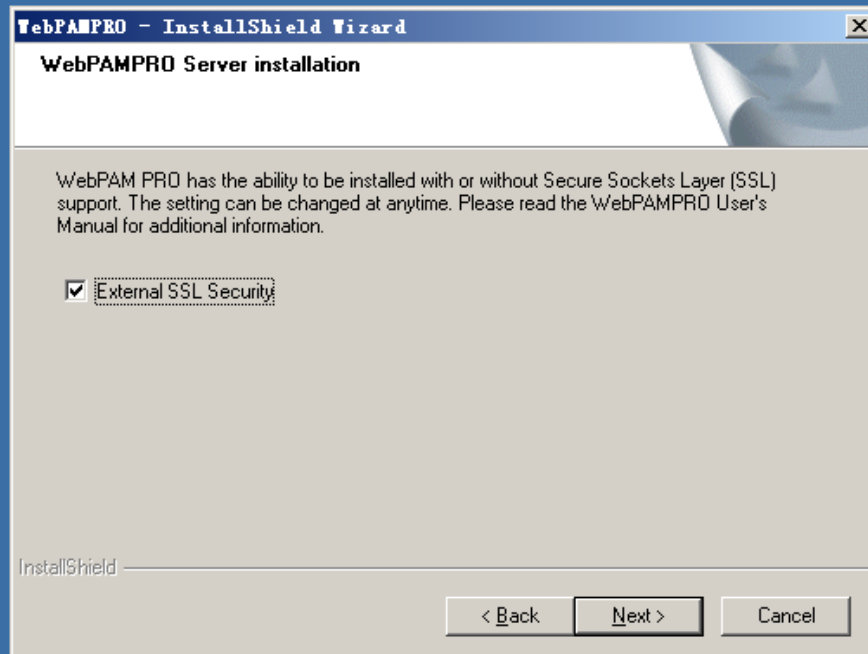 WebPAMPRO - InstallShield Wizard
WebPAMPRO Server installation
WebPAM PRO has the ability to be installed with or without Secure Sockets Layer (SSL)
support. The setting can be changed at anytime. Please read the WebPAMPRO User's
Manual for additional information.
External SSL Security
InstallShield
< Back
Next >
Cancel